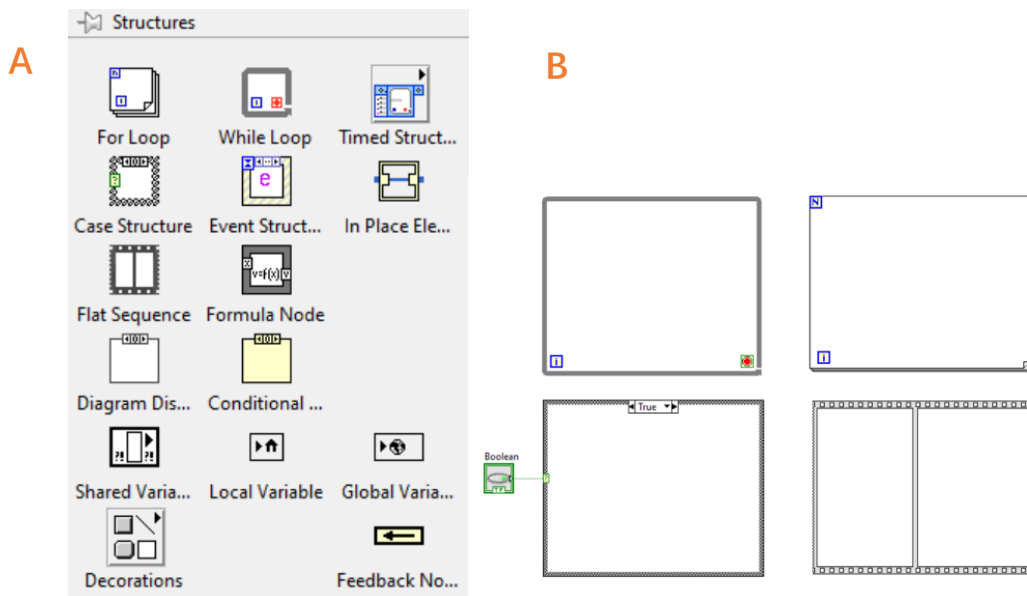 A
Structures
For Loop
While Loop
Timed Struct...
Case Structure
Event Struct...
In Place Ele...
Flat Sequence
Formula Node
Diagram Dis...
Conditional ...
Shared Varia...
Local Variable
Global Varia...
Decorations
Feedback No...
B
i
N
i
True
Boolean
?
TF